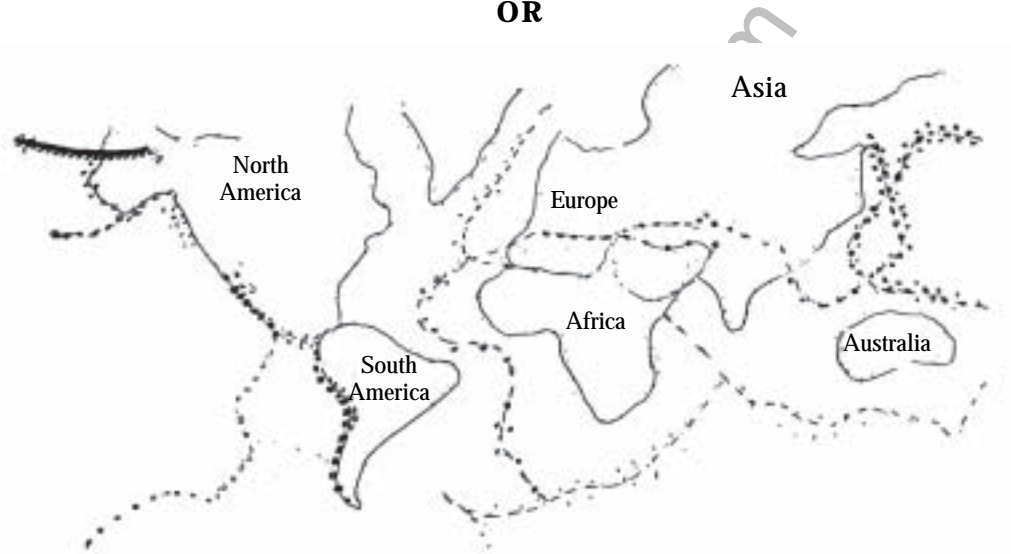 OR
Asia
North
America
Europe
Africa
Australia
South
America